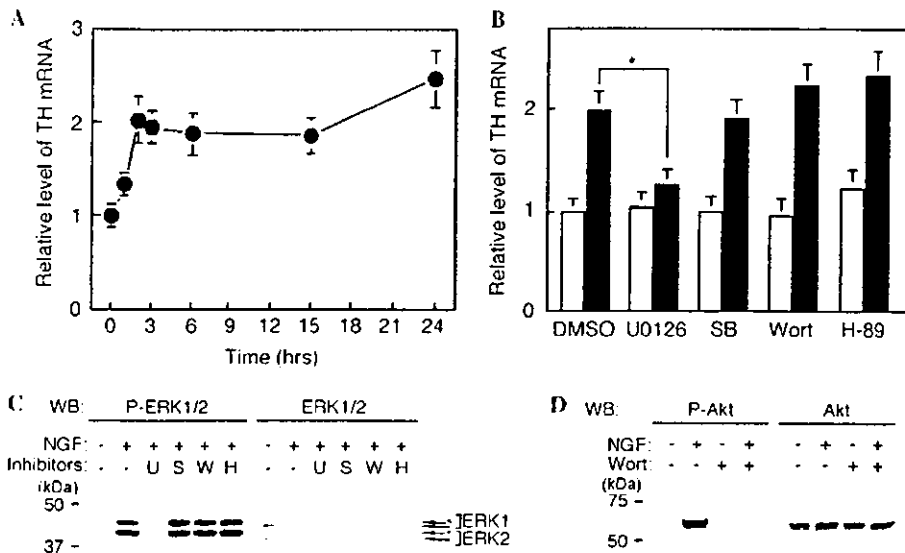 A
Relative level of TH mRNA
3
2
1
0
0 3 6 9 12 15 18 21 24
Time (hrs)
B
Relative level of TH mRNA
2
1
0
DMSO U0126 SB Wort H-89
*
C WB: P-ERK1/2 ERK1/2
NGF: - + + + + + - + + + + +
Inhibitors: - - U S W H - - U S W H
(kDa)
50
37
]ERK1
]ERK2
D WB: P-Akt Akt
NGF: - + - + - + - +
Wort: - - + + - - + +
(kDa)
75
50